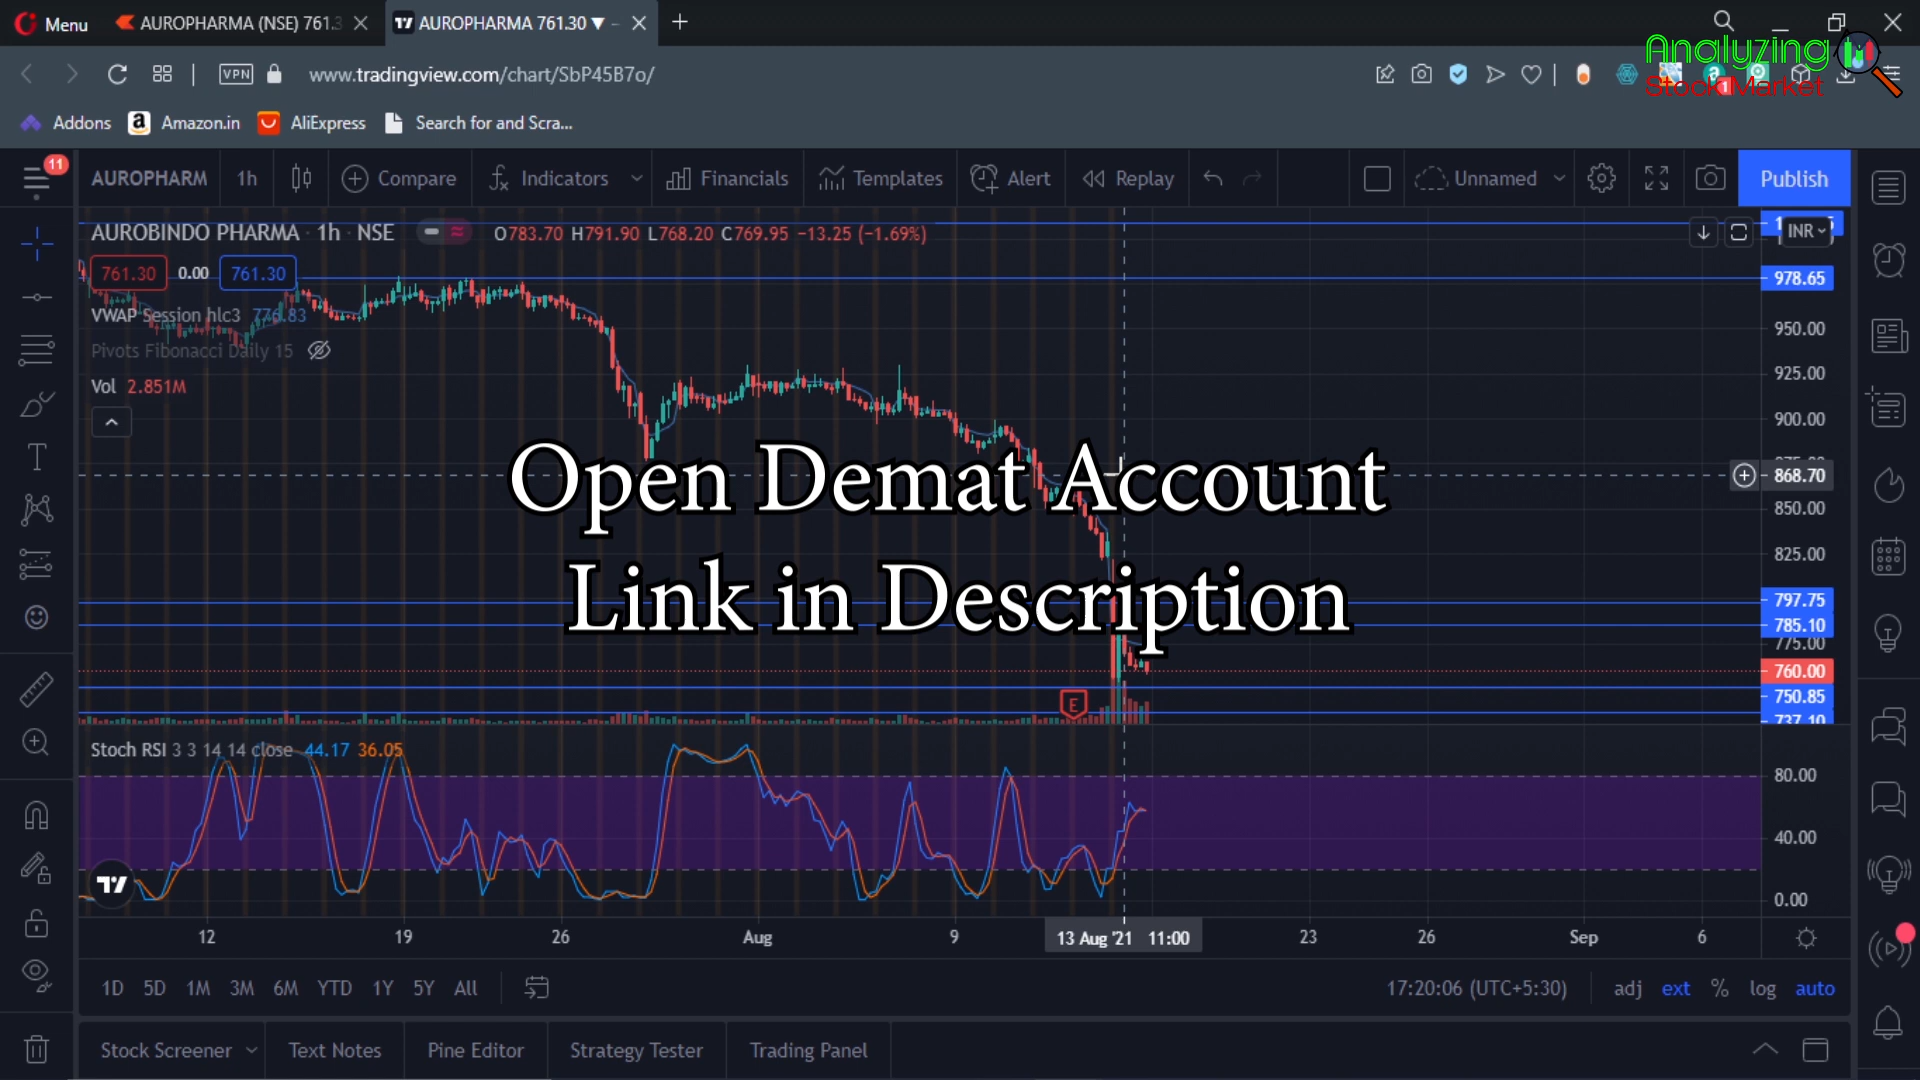 Menu
AUROPHARMA (NSE) 761.3
AUROPHARMA 761.30 ▼ -
Analyzing
Stock Market
VPN
www.tradingview.com/chart/SbP45B7o/
a
1
Addons
Amazon.in
AliExpress
Search for and Scra...
11
AUROPHARM
1h
Compare
Indicators
Financials
Templates
Alert
Replay
Unnamed
Publish
AUROBINDO PHARMA · 1h · NSE
O783.70 H791.90 L768.20 C769.95 −13.25 (−1.69%)
INR
761.30 0.00 761.30
978.65
VWAP Session hlc3 776.83
950.00
Pivots Fibonacci Daily 15
925.00
Vol 2.851M
900.00
Open Demat Account
868.70
850.00
825.00
Link in Description
797.75
785.10
775.00
760.00
750.85
737.10
E
Stoch RSI 3 3 14 14 close 44.17 36.05
80.00
40.00
0.00
12 19 26 Aug 9 13 Aug '21 11:00 23 26 Sep 6
1D 5D 1M 3M 6M YTD 1Y 5Y All
17:20:06 (UTC+5:30)
adj ext % log auto
Stock Screener
Text Notes
Pine Editor
Strategy Tester
Trading Panel